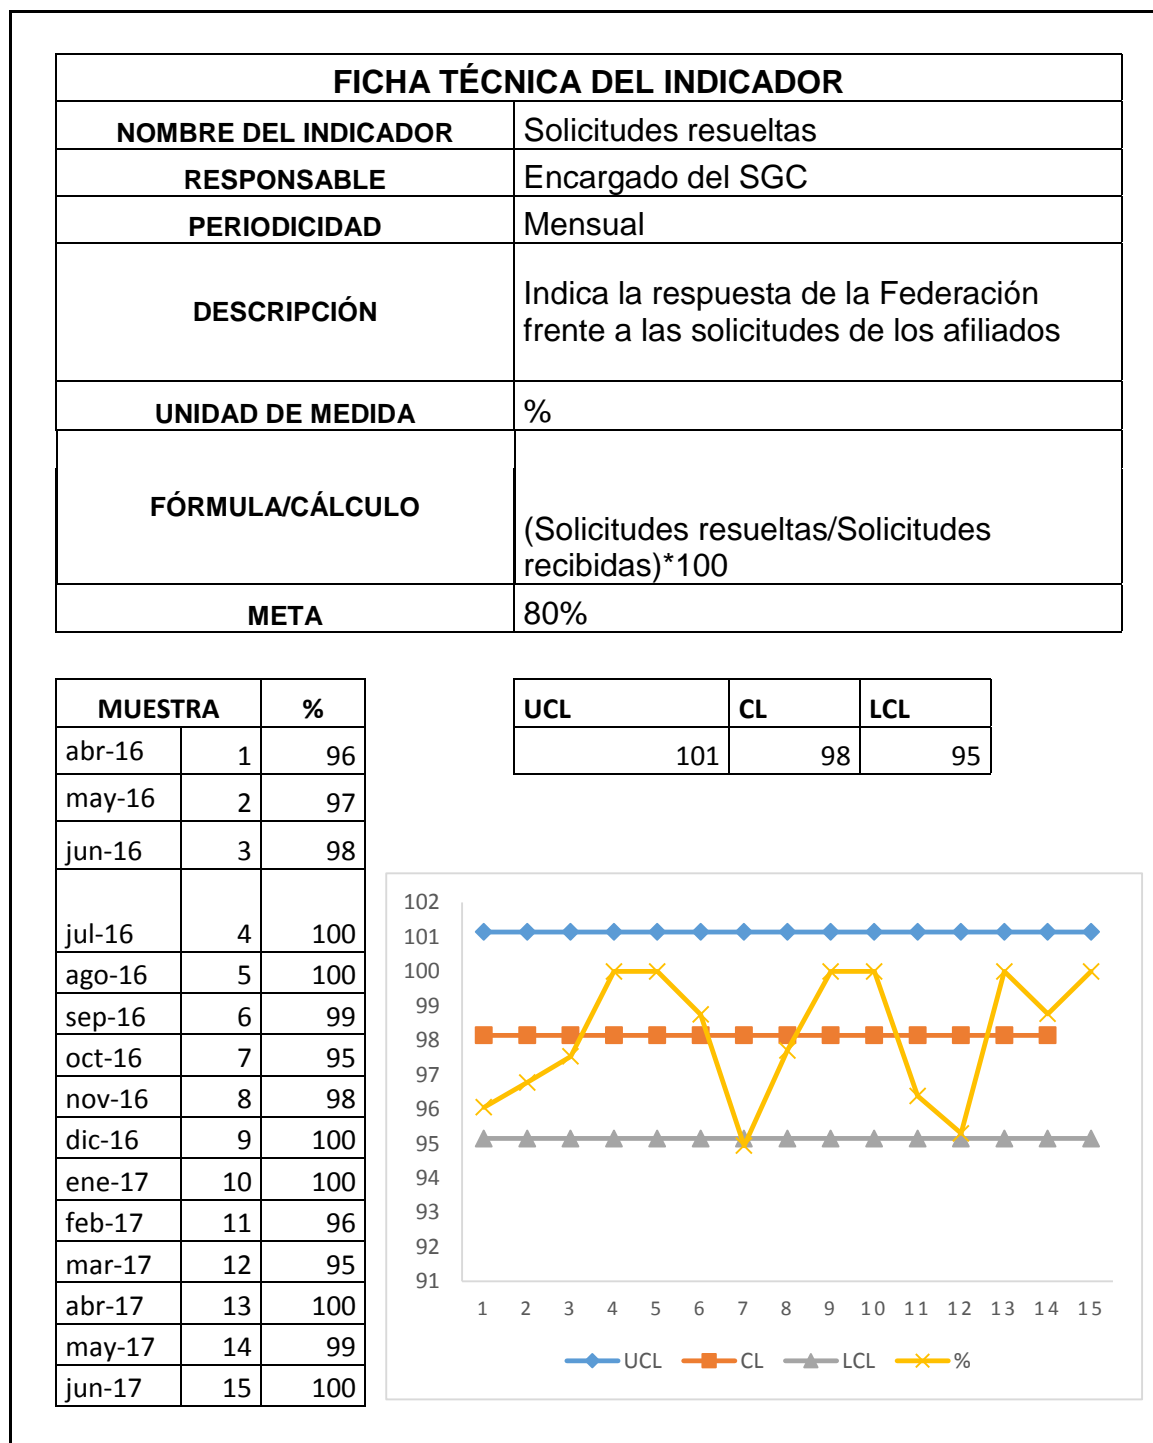 FICHA TÉCNICA DEL INDICADOR
NOMBRE DEL INDICADOR Solicitudes resueltas
RESPONSABLE Encargado del SGC
PERIODICIDAD Mensual
DESCRIPCIÓN Indica la respuesta de la Federación
frente a las solicitudes de los afiliados
UNIDAD DE MEDIDA %
FÓRMULA/CÁLCULO (Solicitudes resueltas/Solicitudes
recibidas)*100
META 80%
MUESTRA %
abr-16 1 96
may-16 2 97
jun-16 3 98
jul-16 4 100
ago-16 5 100
sep-16 6 99
oct-16 7 95
nov-16 8 98
dic-16 9 100
ene-17 10 100
feb-17 11 96
mar-17 12 95
abr-17 13 100
may-17 14 99
jun-17 15 100
UCL CL LCL
101 98 95
102
101
100
99
98
97
96
95
94
93
92
91
1 2 3 4 5 6 7 8 9 10 11 12 13 14 15
UCL CL LCL %